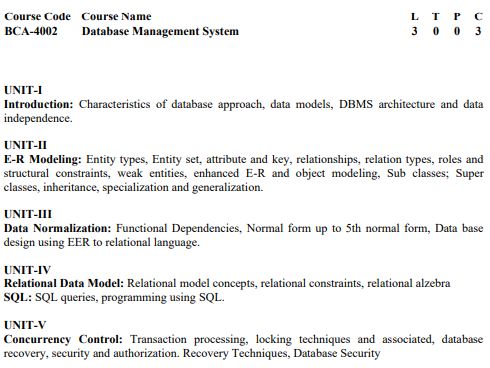 Course Code Course Name L T P C
BCA-4002 Database Management System 3 0 0 3
UNIT-I
Introduction: Characteristics of database approach, data models, DBMS architecture and data
independence.
UNIT-II
E-R Modeling: Entity types, Entity set, attribute and key, relationships, relation types, roles and
structural constraints, weak entities, enhanced E-R and object modeling, Sub classes; Super
classes, inheritance, specialization and generalization.
UNIT-III
Data Normalization: Functional Dependencies, Normal form up to 5th normal form, Data base
design using EER to relational language.
UNIT-IV
Relational Data Model: Relational model concepts, relational constraints, relational alzebra
SQL: SQL queries, programming using SQL.
UNIT-V
Concurrency Control: Transaction processing, locking techniques and associated, database
recovery, security and authorization. Recovery Techniques, Database Security